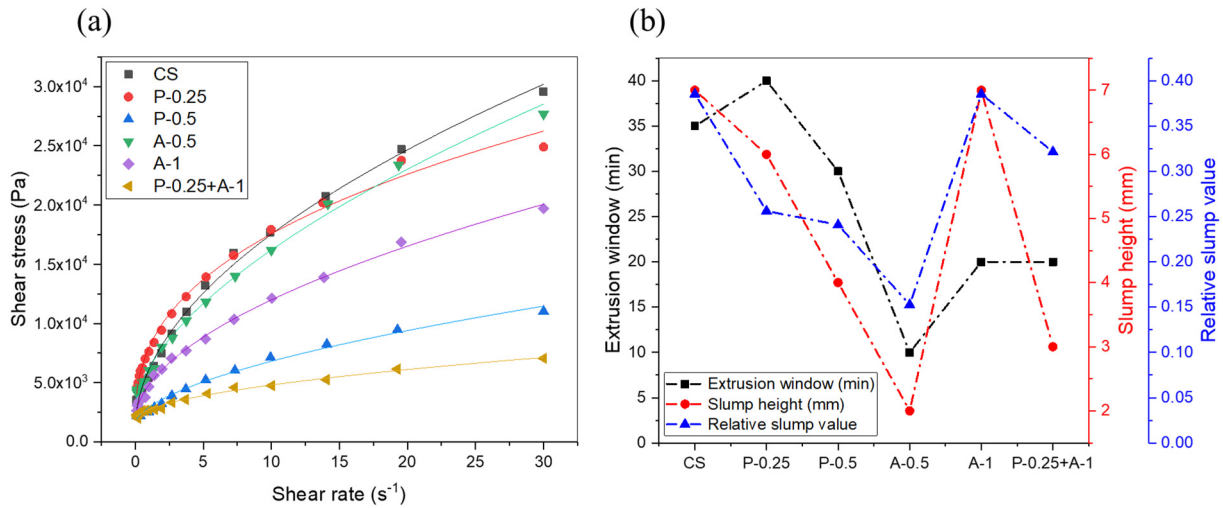 (a)
(b)
3.0x10⁴
2.5x10⁴
2.0x10⁴
1.5x10⁴
1.0x10⁴
5.0x10³
0.0
Shear stress (Pa)
CS
P-0.25
P-0.5
A-0.5
A-1
P-0.25+A-1
0
5
10
15
20
25
30
Shear rate (s⁻¹)
40
35
30
25
20
15
10
5
0
Extrusion window (min)
Extrusion window (min)
Slump height (mm)
Relative slump value
CS
P-0.25
P-0.5
A-0.5
A-1
P-0.25+A-1
7
6
5
4
3
2
Slump height (mm)
0.40
0.35
0.30
0.25
0.20
0.15
0.10
0.05
0.00
Relative slump value